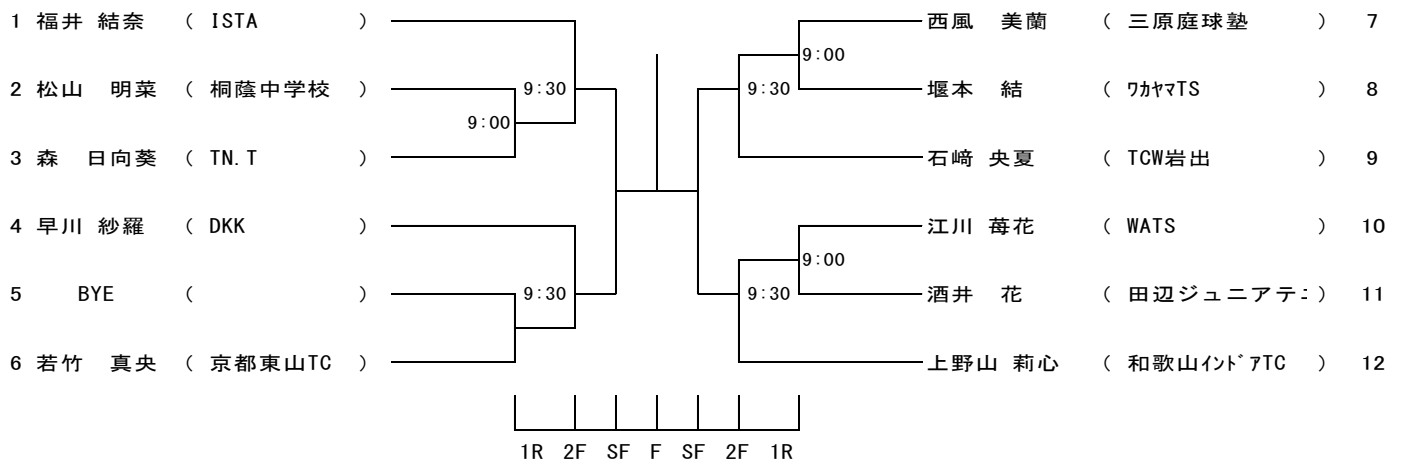 1 福井 結奈 ( ISTA ) 西風 美蘭 ( 三原庭球塾 ) 7
9:00
2 松山 明菜 ( 桐蔭中学校 ) 9:30 9:30 堰本 結 ( ﾜｶﾔﾏTS ) 8
9:00
3 森 日向葵 ( TN.T ) 石﨑 央夏 ( TCW岩出 ) 9
4 早川 紗羅 ( DKK ) 江川 苺花 ( WATS ) 10
9:00
5 BYE ( ) 9:30 9:30 酒井 花 ( 田辺ジュニアテニ ) 11
6 若竹 真央 ( 京都東山TC ) 上野山 莉心 ( 和歌山ｲﾝﾄﾞｱTC ) 12
1R 2F SF F SF 2F 1R